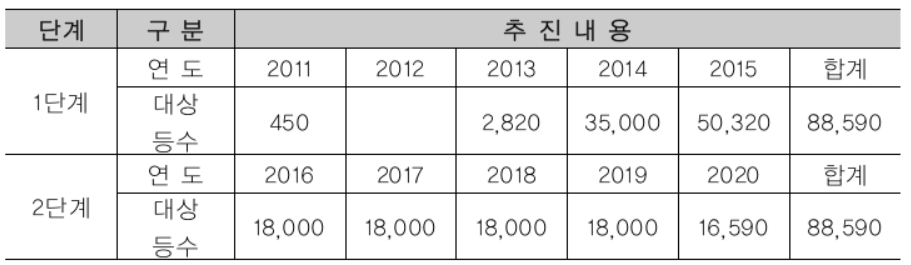 단계 구 분 추 진 내 용
1단계 연 도 2011 2012 2013 2014 2015 합계
대상 등수 450 2,820 35,000 50,320 88,590
2단계 연 도 2016 2017 2018 2019 2020 합계
대상 등수 18,000 18,000 18,000 18,000 16,590 88,590